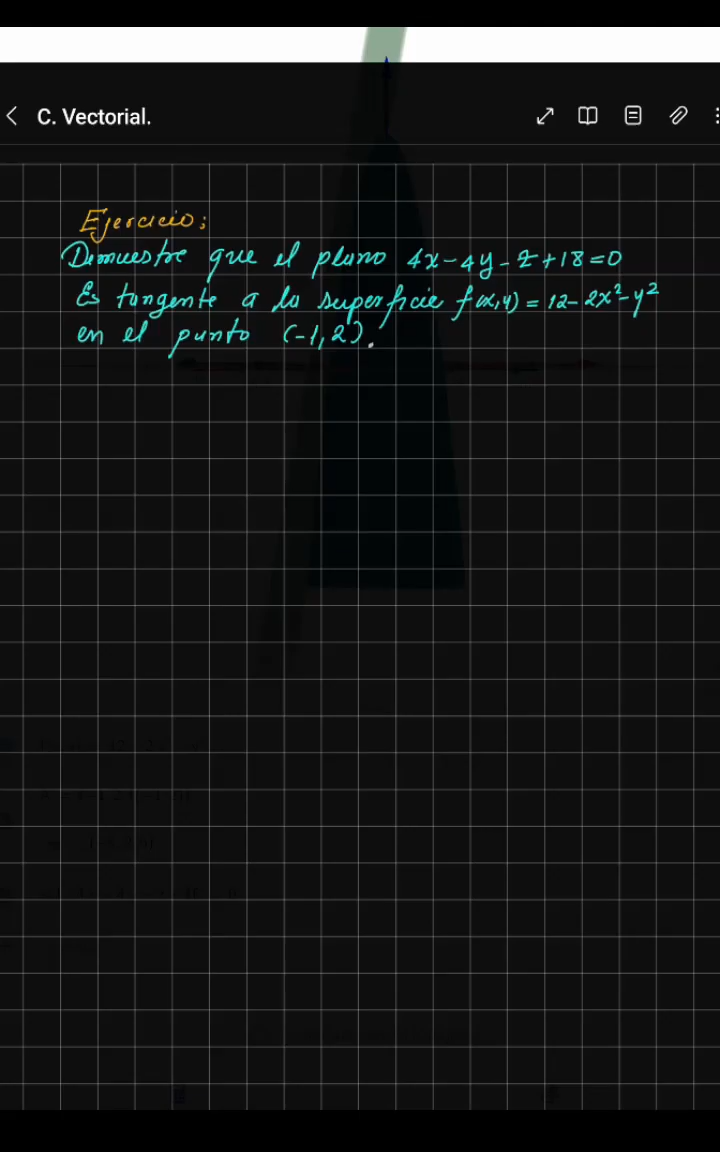 C. Vectorial.
Ejercicio:
Demuestre que el plano 4x-4y-z+18=0
Es tangente a la superficie f(x,y) = 12-2x²-y²
en el punto (-1,2).